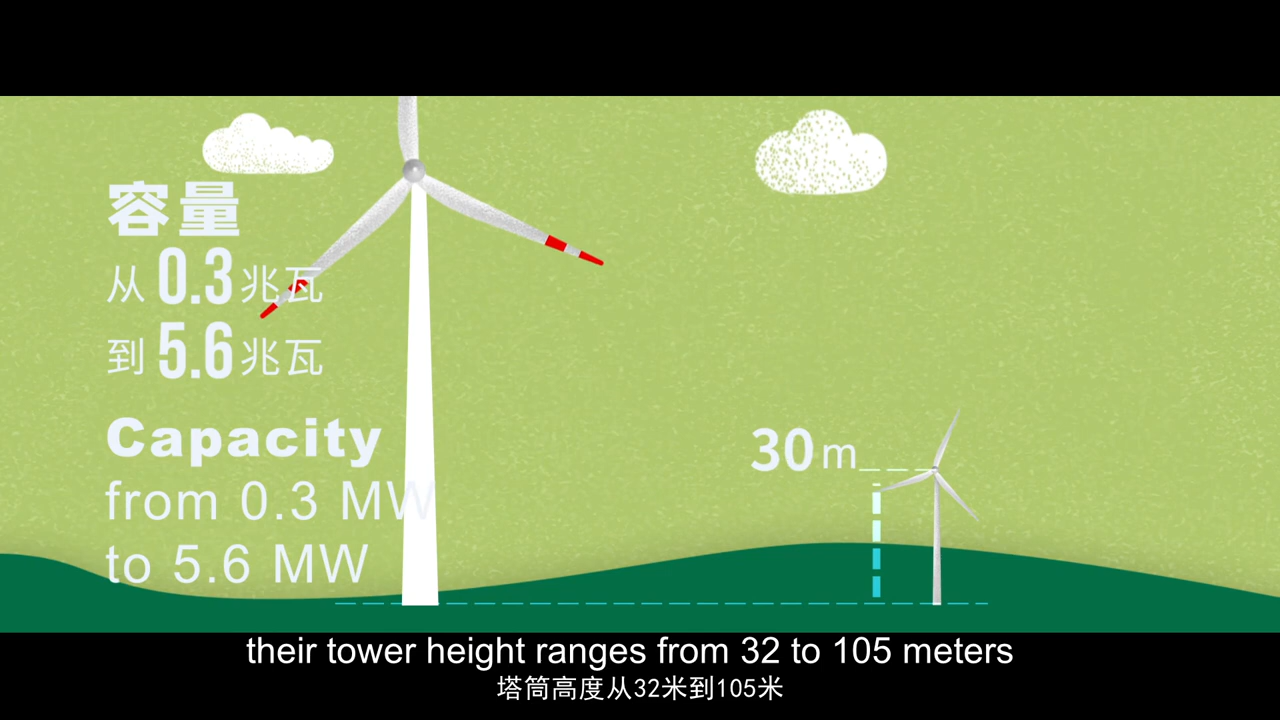 容量
从0.3兆瓦
到5.6兆瓦
Capacity
from 0.3 MW
to 5.6 MW
30m
their tower height ranges from 32 to 105 meters
塔筒高度从32米到105米